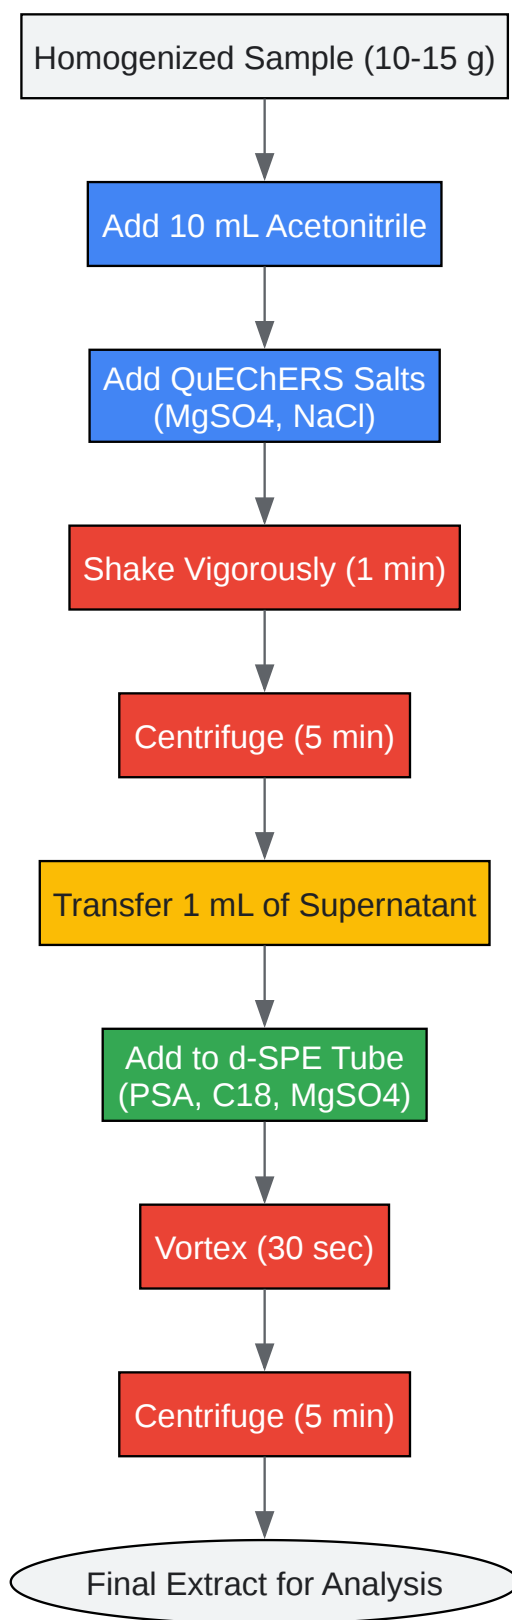 Homogenized Sample (10-15 g)
Add 10 mL Acetonitrile
Add QuEChERS Salts
(MgSO4, NaCl)
Shake Vigorously (1 min)
Centrifuge (5 min)
Transfer 1 mL of Supernatant
Add to d-SPE Tube
(PSA, C18, MgSO4)
Vortex (30 sec)
Centrifuge (5 min)
Final Extract for Analysis